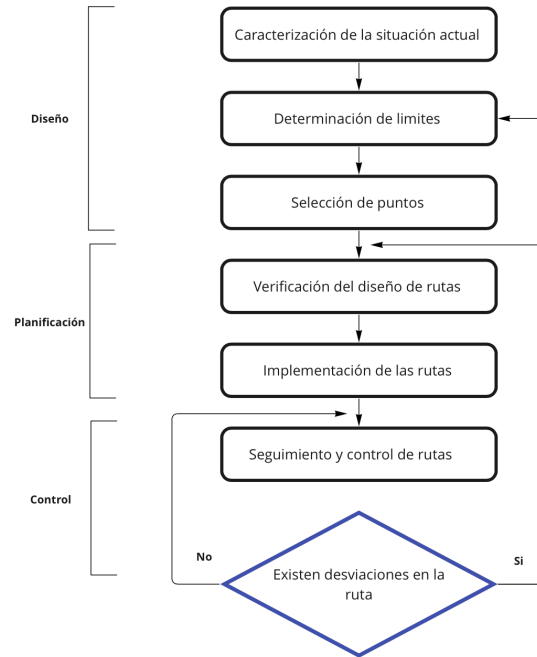 Caracterización de la situación actual
Diseño
Determinación de limites
Selección de puntos
Verificación del diseño de rutas
Planificación
Implementación de las rutas
Seguimiento y control de rutas
Control
No
Si
Existen desviaciones en la
ruta